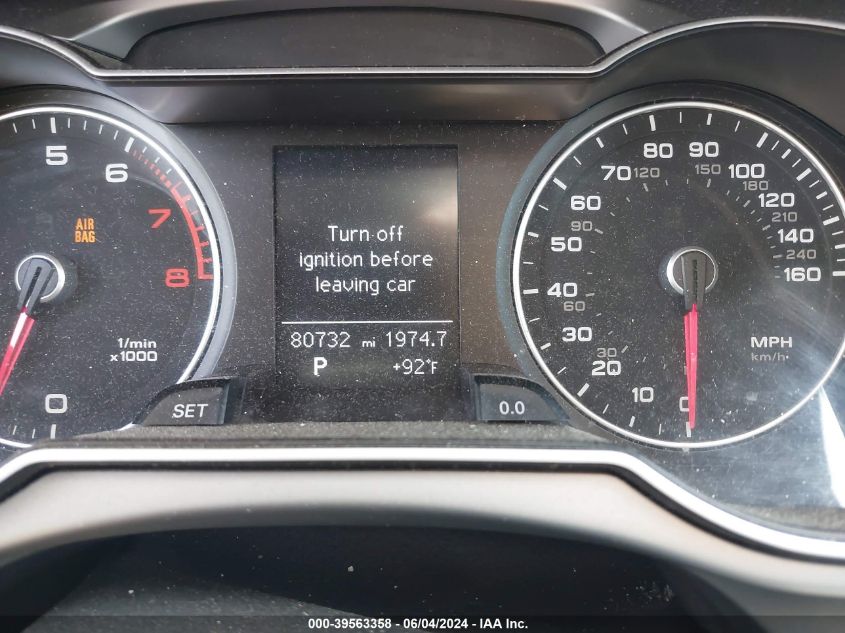 5
6
7
8
AIR
BAG
1/min
x1000
0
SET
Turn off
ignition before
leaving car
80732 mi 1974.7
P +92°F
0.0
0
10
20
30
40
50
60
70
80
90
100
120
140
160
30
60
90
120
150
180
210
240
MPH
km/h
000-39563358 - 06/04/2024 - IAA Inc.